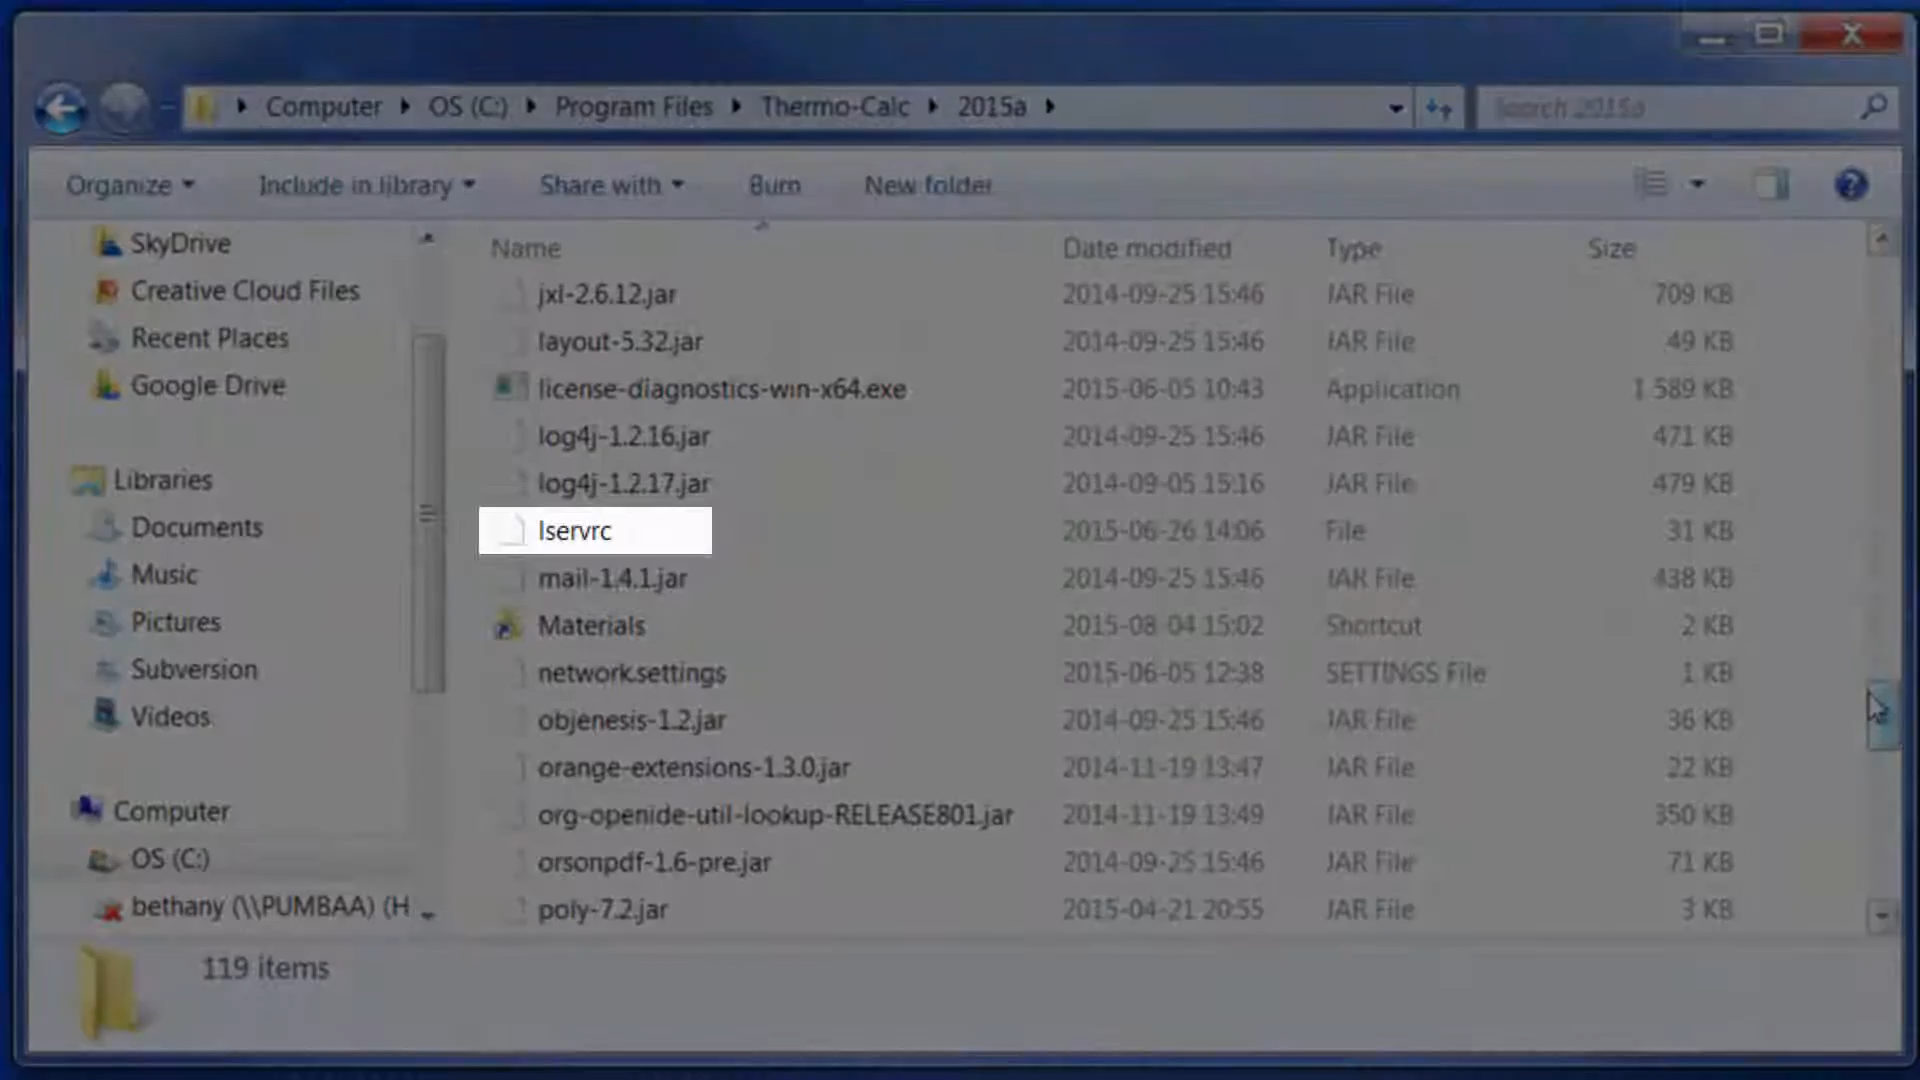 Computer OS (C:) Program Files Thermo-Calc 2015a Search 2015a
Organize Include in library Share with Burn New folder
SkyDrive
Creative Cloud Files
Recent Places
Google Drive
Libraries
Documents
Music
Pictures
Subversion
Videos
Computer
OS (C:)
bethany (\\PUMBAA) (H
Name Date modified Type Size
jxl-2.6.12.jar 2014-09-25 15:46 JAR File 709 KB
layout-5.32.jar 2014-09-25 15:46 JAR File 49 KB
license-diagnostics-win-x64.exe 2015-06-05 10:43 Application 1 589 KB
log4j-1.2.16.jar 2014-09-25 15:46 JAR File 471 KB
log4j-1.2.17.jar 2014-09-05 15:16 JAR File 479 KB
lservrc 2015-06-26 14:06 File 31 KB
mail-1.4.1.jar 2014-09-25 15:46 JAR File 438 KB
Materials 2015-08-04 15:02 Shortcut 2 KB
network.settings 2015-06-05 12:38 SETTINGS File 1 KB
objenesis-1.2.jar 2014-09-25 15:46 JAR File 36 KB
orange-extensions-1.3.0.jar 2014-11-19 13:47 JAR File 22 KB
org-openide-util-lookup-RELEASE801.jar 2014-11-19 13:49 JAR File 350 KB
orsonpdf-1.6-pre.jar 2014-09-25 15:46 JAR File 71 KB
poly-7.2.jar 2015-04-21 20:55 JAR File 3 KB
119 items